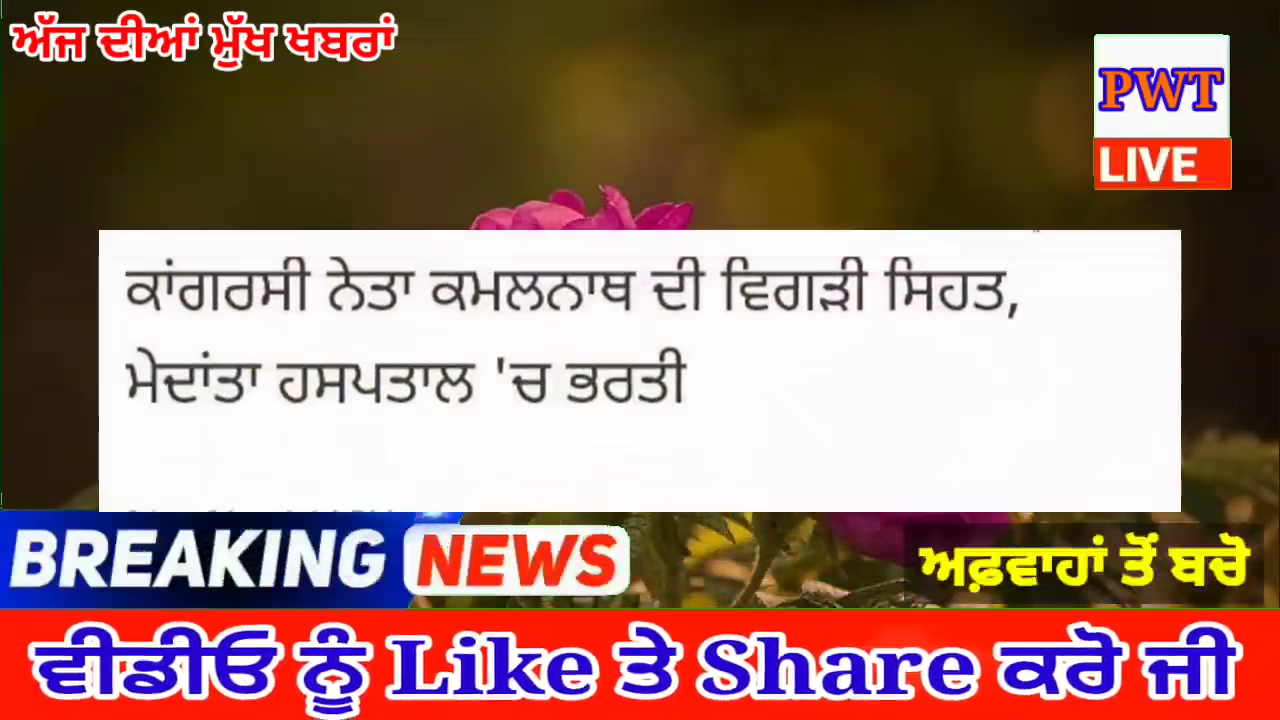 ਅੱਜ ਦੀਆਂ ਮੁੱਖ ਖਬਰਾਂ
PWT
LIVE
ਕਾਂਗਰਸੀ ਨੇਤਾ ਕਮਲਨਾਥ ਦੀ ਵਿਗੜੀ ਸਿਹਤ,
ਮੇਦਾਂਤਾ ਹਸਪਤਾਲ 'ਚ ਭਰਤੀ
BREAKING NEWS
ਅਫ਼ਵਾਹਾਂ ਤੋਂ ਬਚੋ
ਵੀਡੀਓ ਨੂੰ Like ਤੇ Share ਕਰੋ ਜੀ